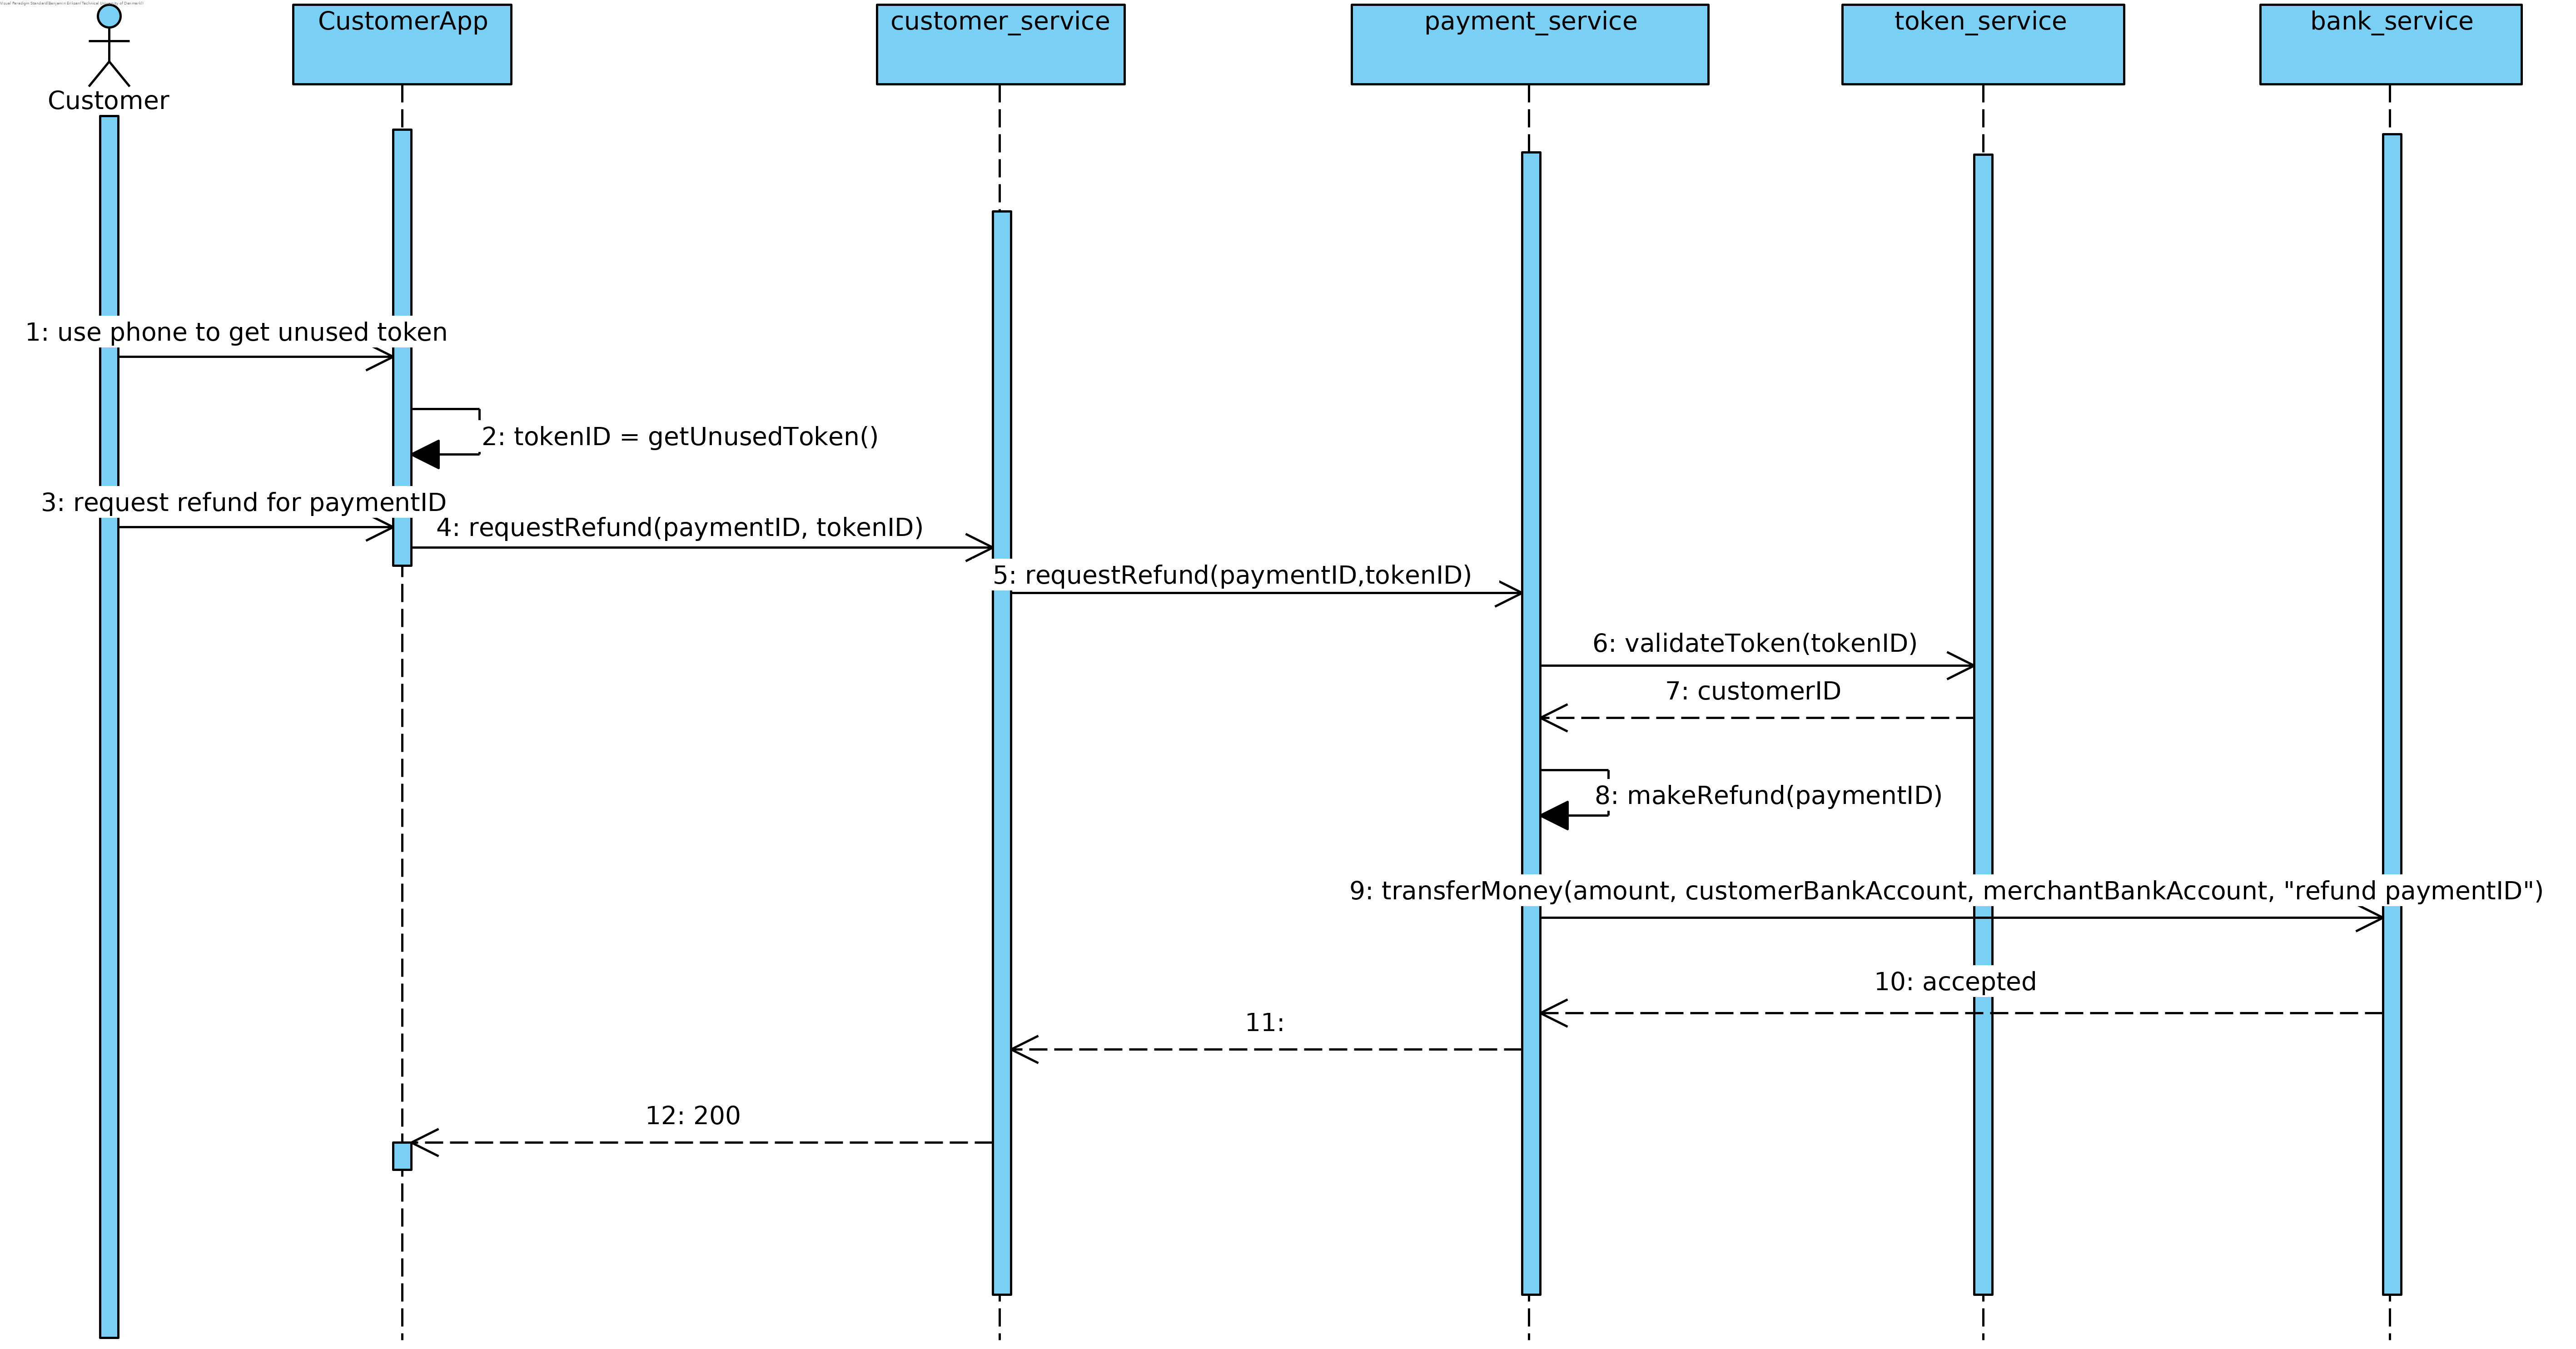 CustomerApp
customer_service
payment_service
token_service
bank_service
Customer
1: use phone to get unused token
2: tokenID = getUnusedToken()
3: request refund for paymentID
4: requestRefund(paymentID, tokenID)
5: requestRefund(paymentID,tokenID)
6: validateToken(tokenID)
7: customerID
8: makeRefund(paymentID)
9: transferMoney(amount, customerBankAccount, merchantBankAccount, "refund paymentID")
10: accepted
11:
12: 200